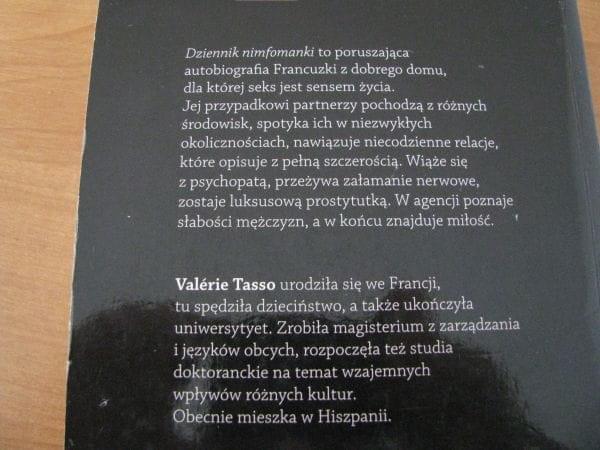 Dziennik nimfomanki to poruszająca
autobiografia Francuzki z dobrego domu,
dla której seks jest sensem życia.
Jej przypadkowi partnerzy pochodzą z różnych
środowisk, spotyka ich w niezwykłych
okolicznościach, nawiązuje niecodzienne relacje,
które opisuje z pełną szczerością. Wiąże się
z psychopatą, przeżywa załamanie nerwowe,
zostaje luksusową prostytutką. W agencji poznaje
słabości mężczyzn, a w końcu znajduje miłość.
Valérie Tasso urodziła się we Francji,
tu spędziła dzieciństwo, a także ukończyła
uniwersytyet. Zrobiła magisterium z zarządzania
i języków obcych, rozpoczęła też studia
doktoranckie na temat wzajemnych
wpływów różnych kultur.
Obecnie mieszka w Hiszpanii.